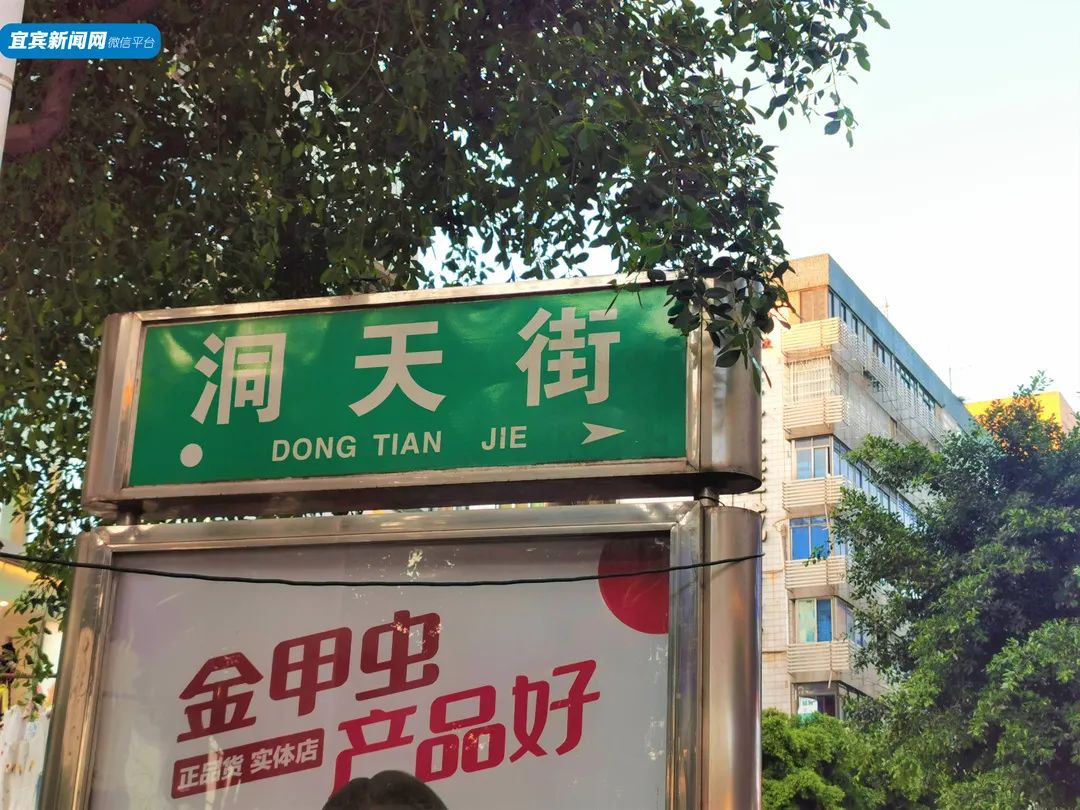 宜宾新闻网 微信平台
洞天街
DONG TIAN JIE
金甲虫
产品好
正品货 实体店